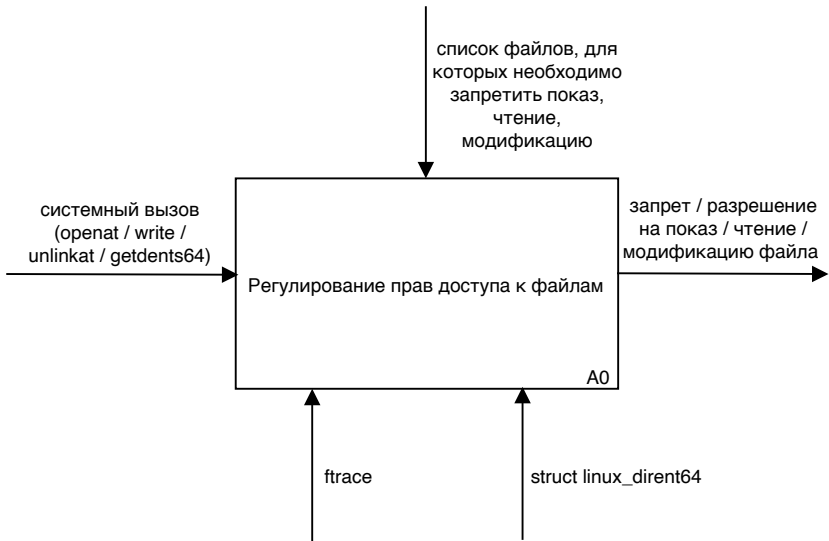 список файлов, для
которых необходимо
запретить показ,
чтение,
модификацию
системный вызов
(openat / write /
unlinkat / getdents64)
запрет / разрешение
на показ / чтение /
модификацию файла
Регулирование прав доступа к файлам
A0
ftrace
struct linux_dirent64